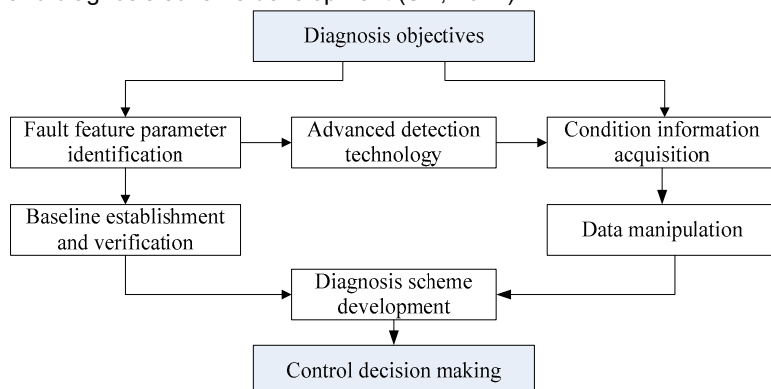 Diagnosis objectives
Fault feature parameter
identification
Advanced detection
technology
Condition information
acquisition
Baseline establishment
and verification
Data manipulation
Diagnosis scheme
development
Control decision making